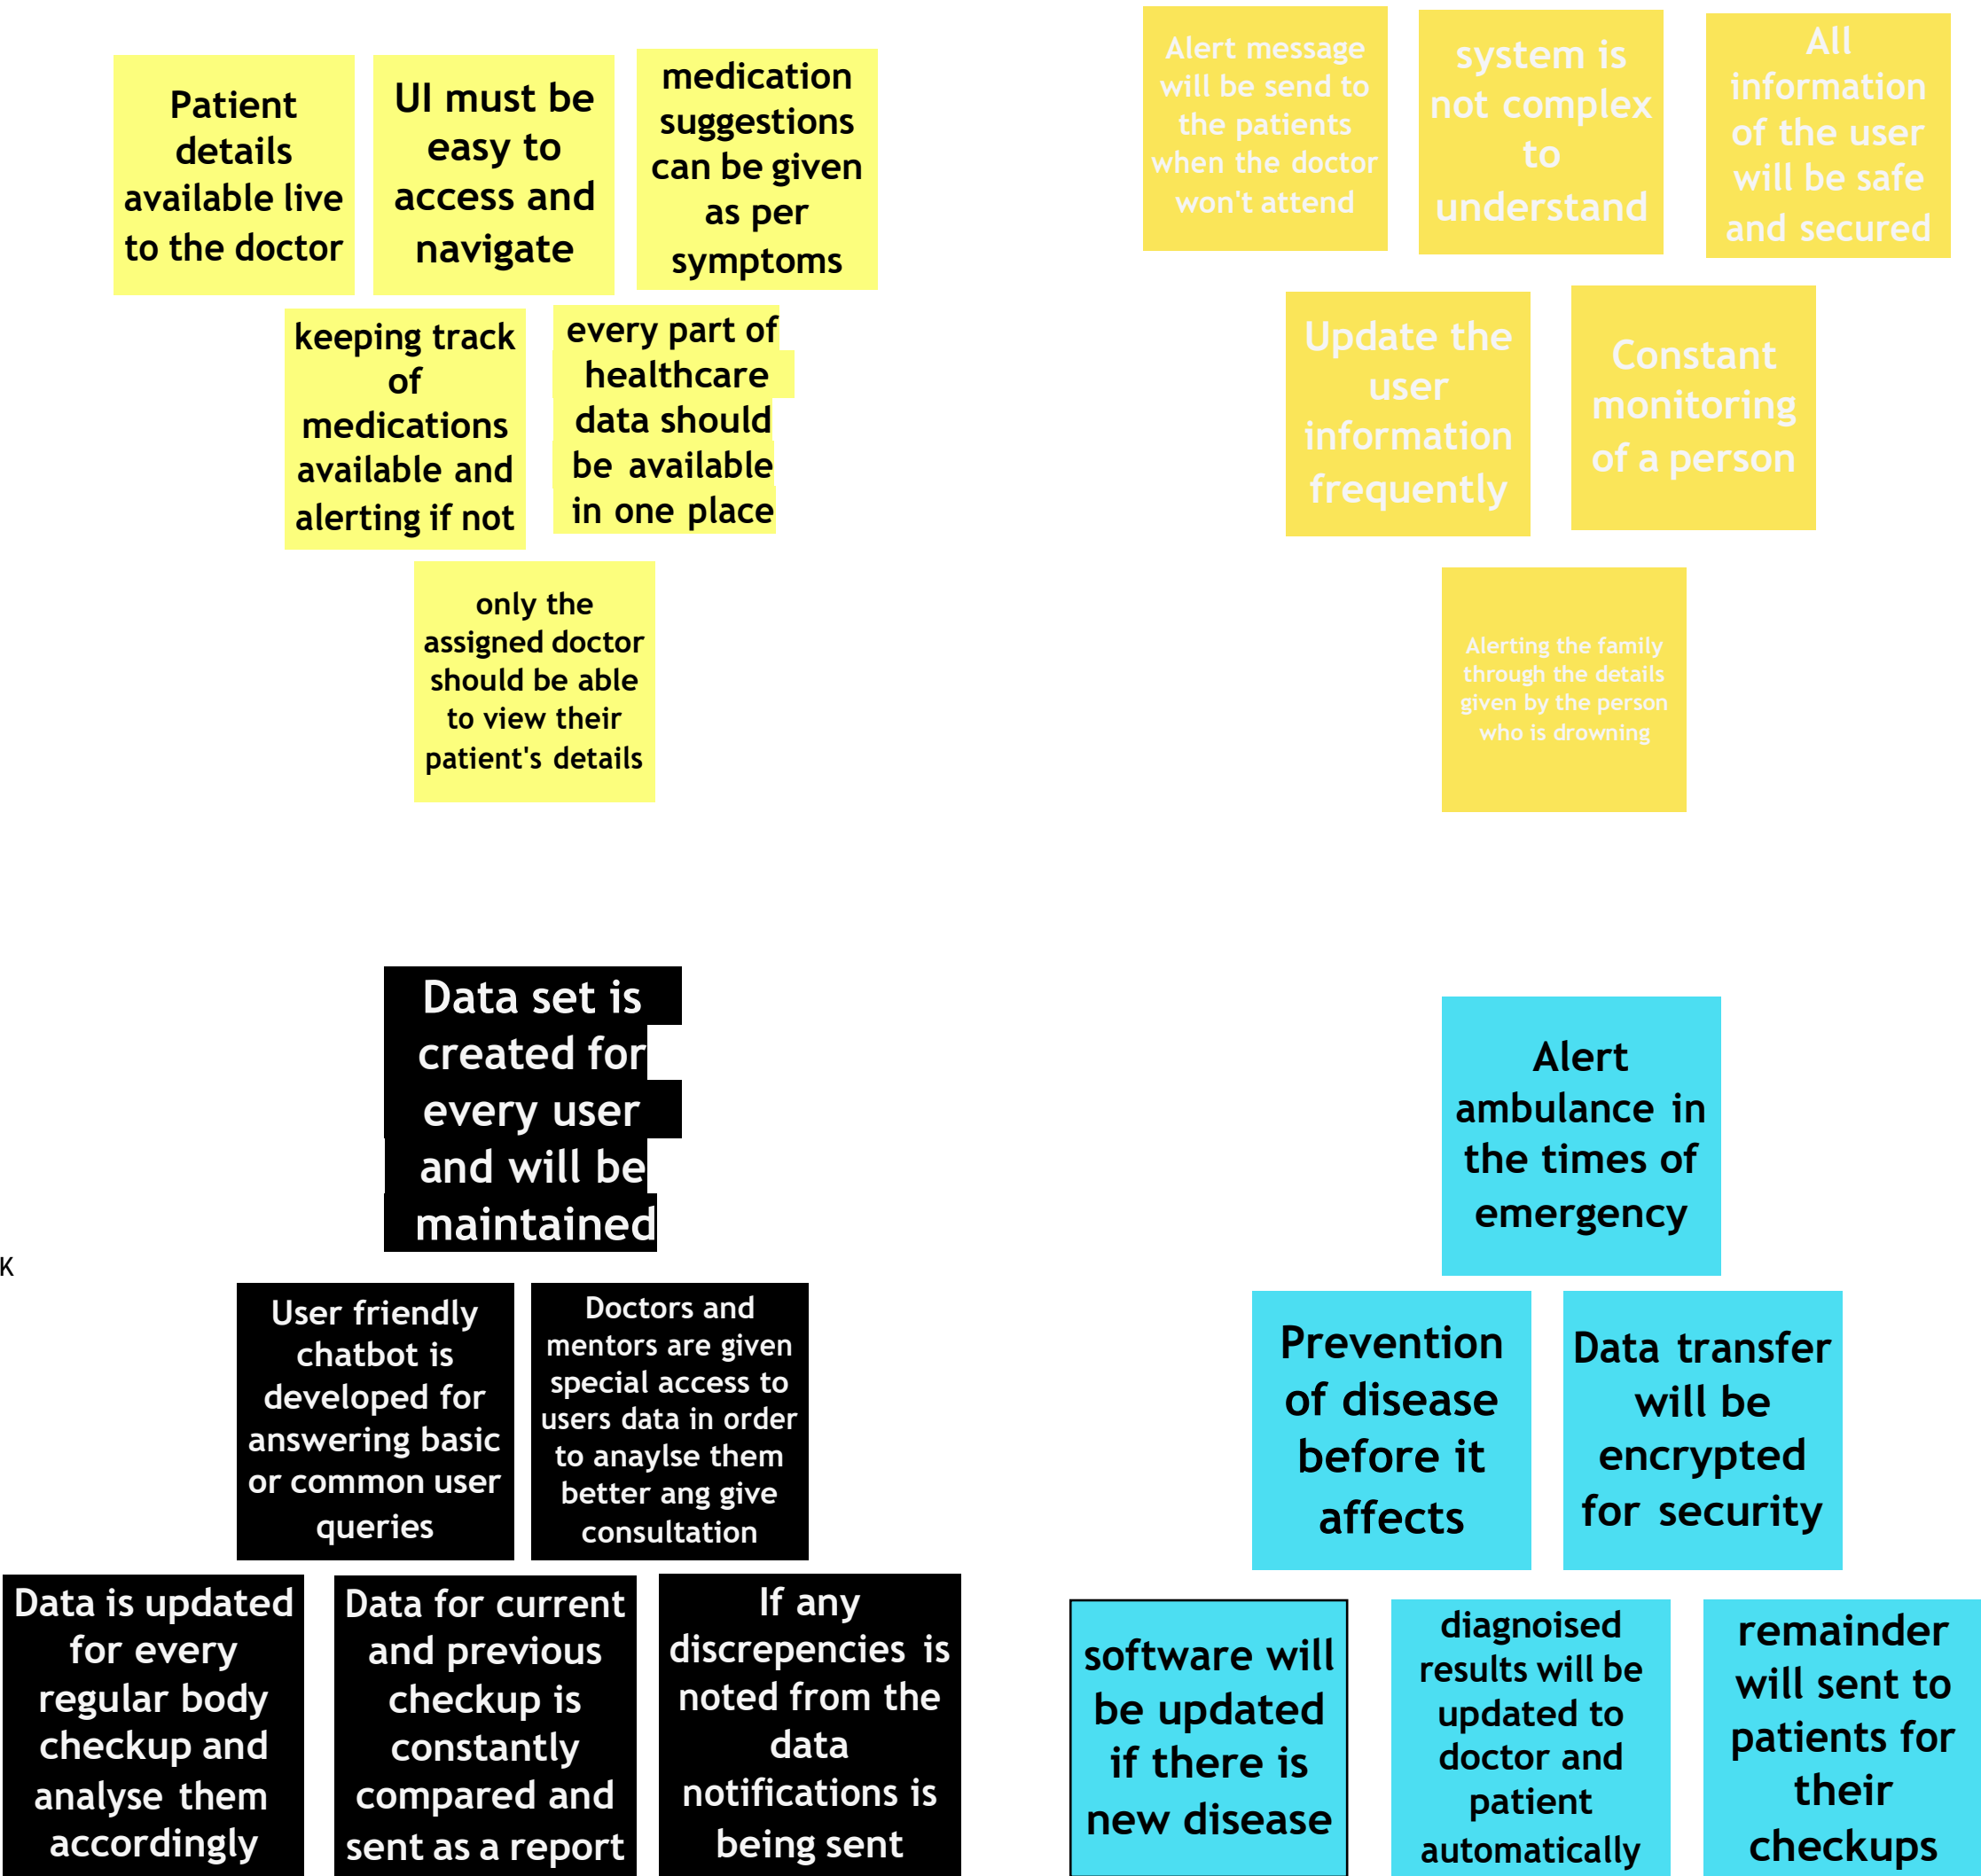 Patient
details
available live
to the doctor
UI must be
easy to
access and
navigate
medication
suggestions
can be given
as per
symptoms
keeping track
of
medications
available and
alerting if not
every part of
healthcare
data should
be available
in one place
only the
assigned doctor
should be able
to view their
patient's details
Alert message
will be send to
the patients
when the doctor
won't attend
system is
not complex
to
understand
All
information
of the user
will be safe
and secured
Update the
user
information
frequently
Constant
monitoring
of a person
Alerting the family
through the details
given by the person
who is drowning
Data set is
created for
every user
and will be
maintained
K
User friendly
chatbot is
developed for
answering basic
or common user
queries
Doctors and
mentors are given
special access to
users data in order
to anaylse them
better ang give
consultation
Data is updated
for every
regular body
checkup and
analyse them
accordingly
Data for current
and previous
checkup is
constantly
compared and
sent as a report
If any
discrepencies is
noted from the
data
notifications is
being sent
Alert
ambulance in
the times of
emergency
Prevention
of disease
before it
affects
Data transfer
will be
encrypted
for security
software will
be updated
if there is
new disease
diagnoised
results will be
updated to
doctor and
patient
automatically
remainder
will sent to
patients for
their
checkups